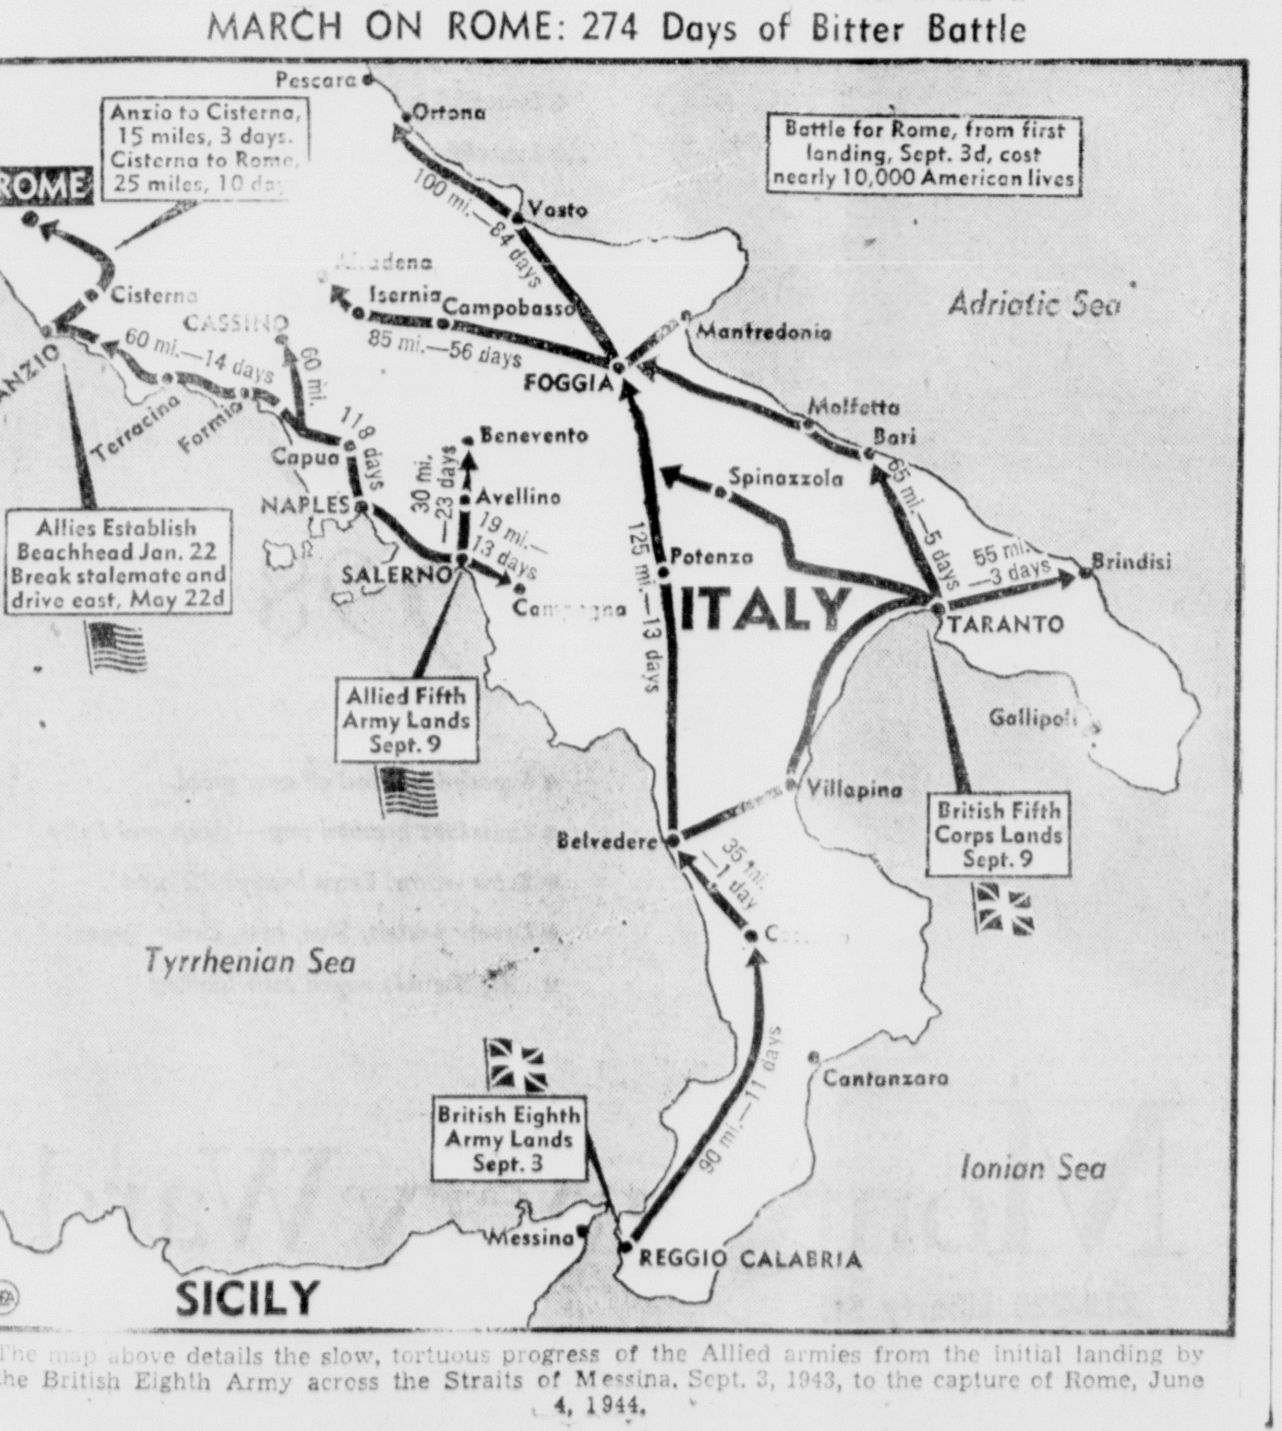 MARCH ON ROME: 274 Days of Bitter Battle
Pescara
Ortona
Anzio to Cisterna,
15 miles, 3 days.
Cisterna to Rome,
25 miles, 10 day
Battle for Rome, from first
landing, Sept. 3d, cost
nearly 10,000 American lives
ROME
100 mi.—84 days
Vasto
Adriatic Sea
Cisterna
Isernia
Campobasso
CASSINO
Manfredonia
60 mi.—14 days
60 mi.
85 mi.—56 days
ANZIO
FOGGIA
Terracina
Formio
118 days
Molfetta
Bari
Benevento
Capua
30 mi.
—23 days
Spinazzola
65 mi.—5 days
NAPLES
Avellino
19 mi.—
13 days
Allies Establish
Beachhead Jan. 22
Break stalemate and
drive east, May 22d
125 mi.—13 days
Potenza
55 mi.
—3 days
Brindisi
SALERNO
ITALY
TARANTO
Allied Fifth
Army Lands
Sept. 9
Gallipoli
Villapina
British Fifth
Corps Lands
Sept. 9
Belvedere
35 mi.
—1 day
Tyrrhenian Sea
90 mi.—11 days
Cantanzaro
British Eighth
Army Lands
Sept. 3
Ionian Sea
Messina
REGGIO CALABRIA
SICILY
The map above details the slow, tortuous progress of the Allied armies from the initial landing by
the British Eighth Army across the Straits of Messina, Sept. 3, 1943, to the capture of Rome, June
4, 1944.